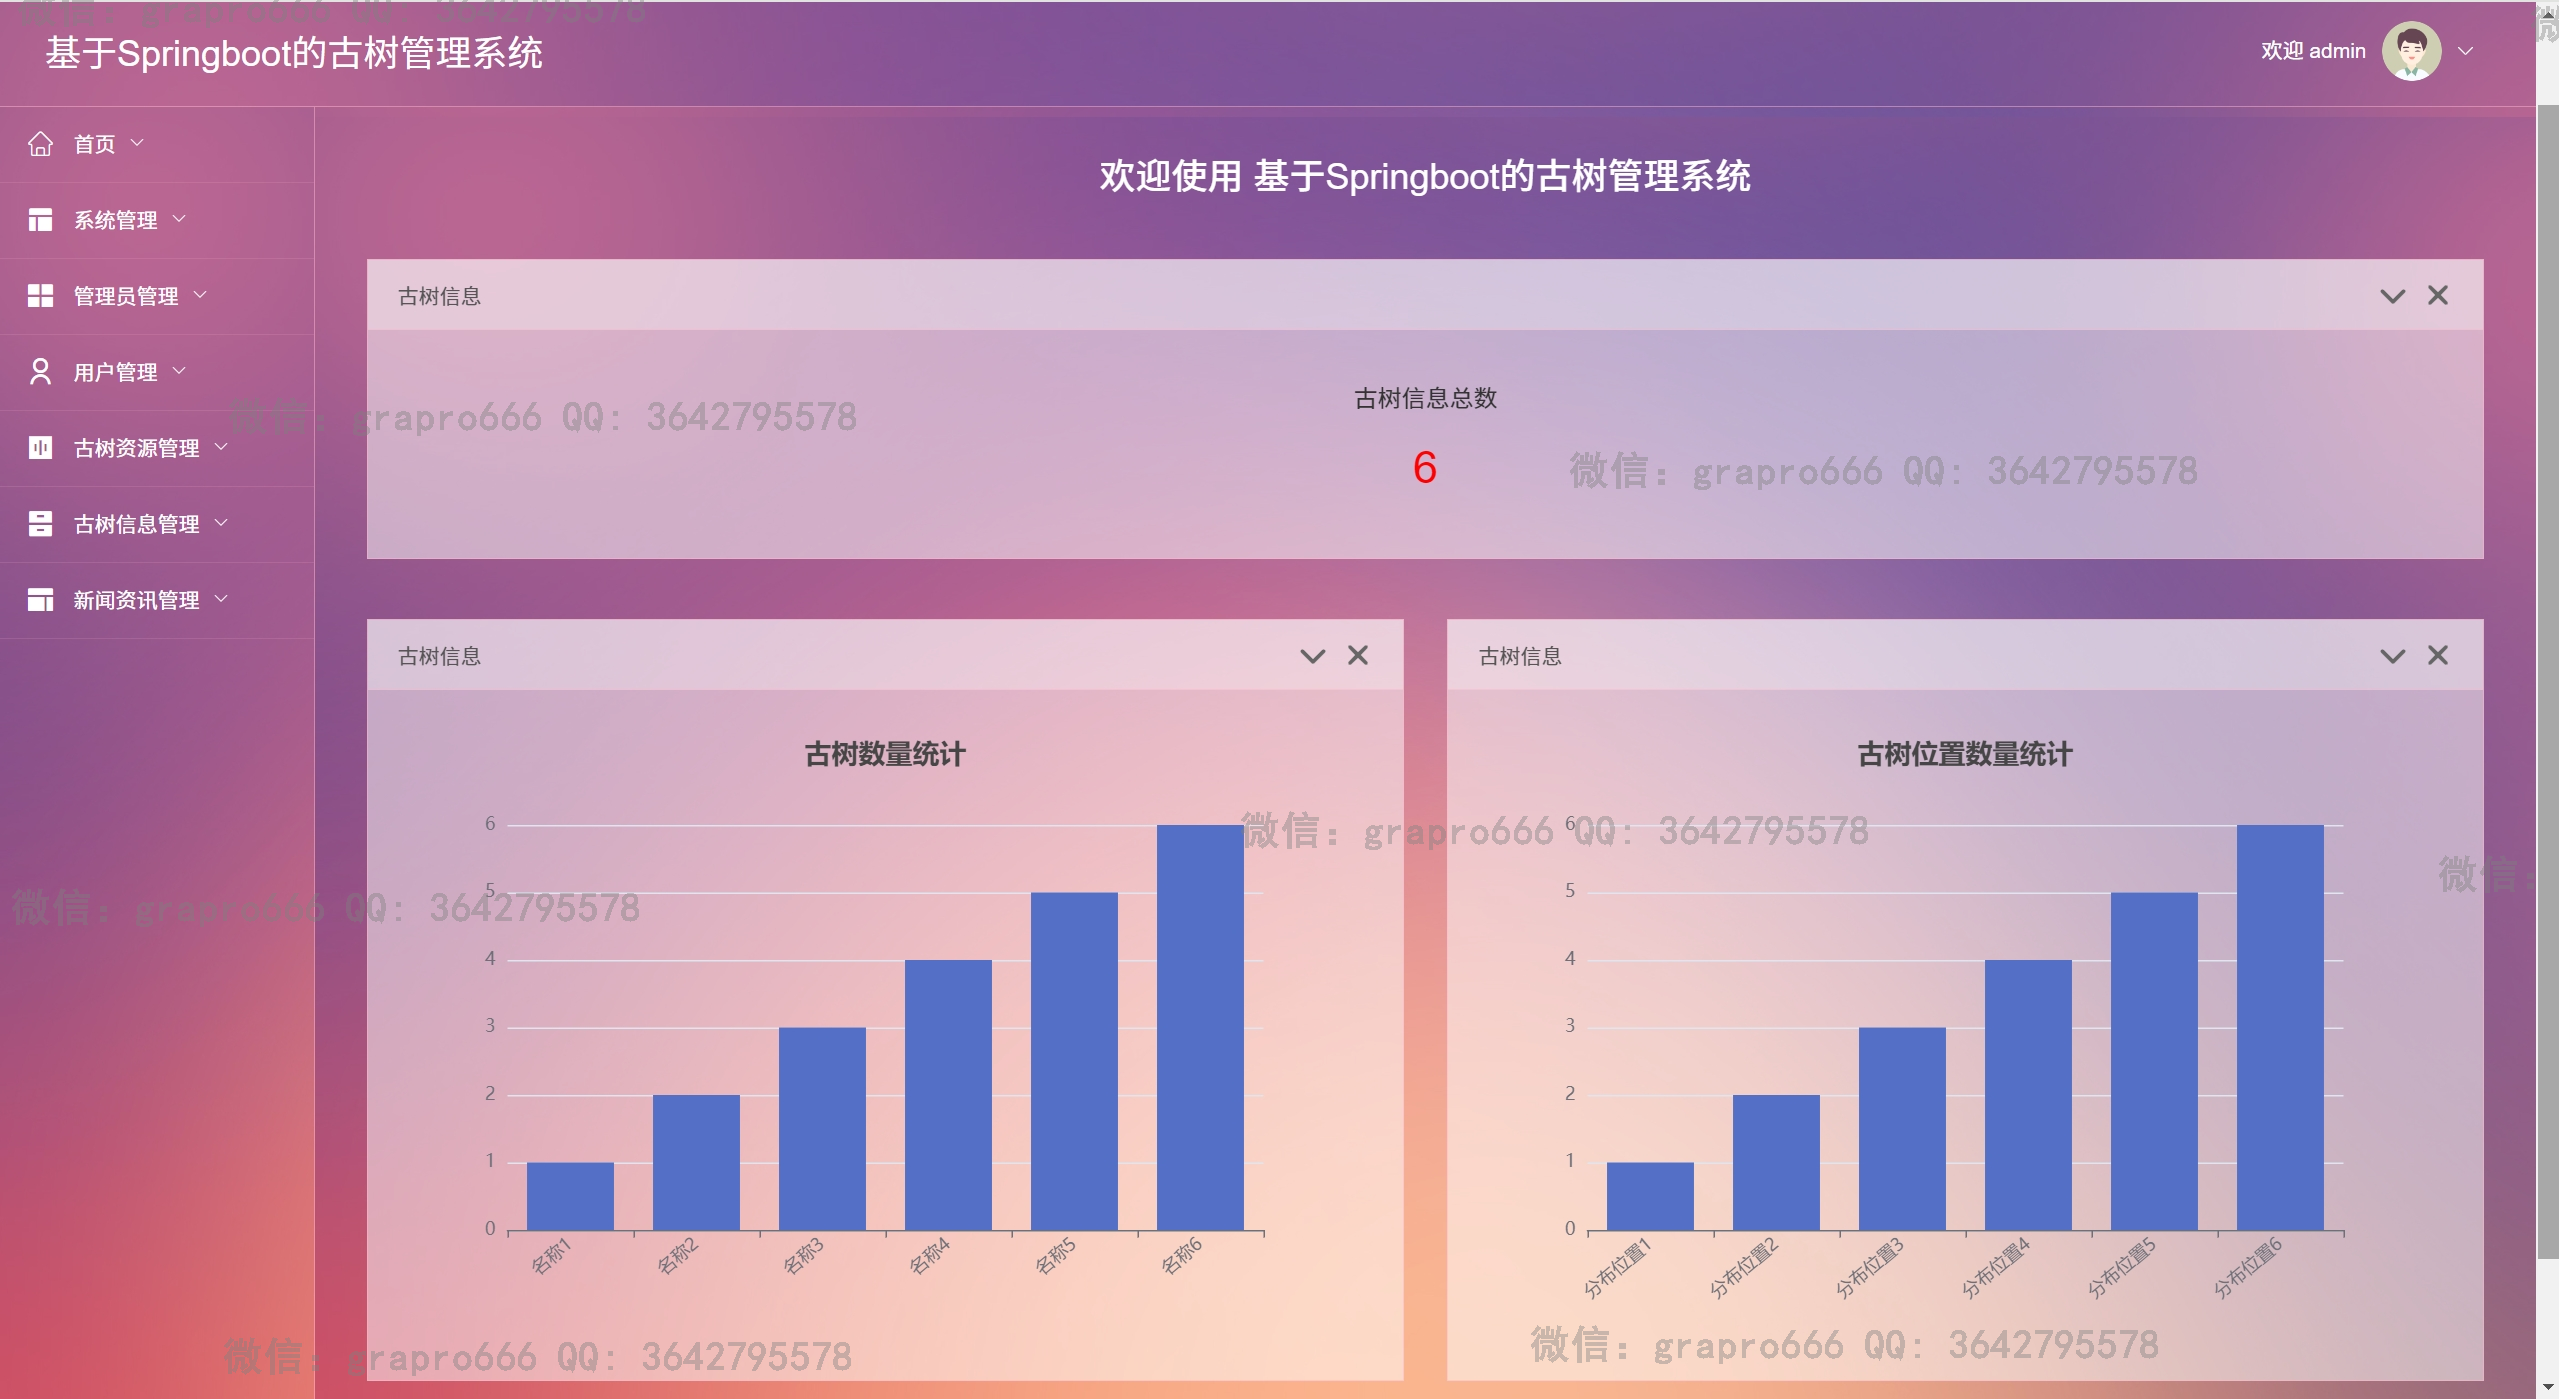 微信: grapro666 QQ: 3642795578
基于Springboot的古树管理系统
欢迎 admin
微
首页
系统管理
管理员管理
用户管理
古树资源管理
古树信息管理
新闻资讯管理
欢迎使用 基于Springboot的古树管理系统
古树信息
古树信息总数
6
微信: grapro666 QQ: 3642795578
微信: grapro666 QQ: 3642795578
古树信息
古树数量统计
6
5
4
3
2
1
0
名称1
名称2
名称3
名称4
名称5
名称6
古树信息
古树位置数量统计
6
5
4
3
2
1
0
分布位置1
分布位置2
分布位置3
分布位置4
分布位置5
分布位置6
微信: grapro666 QQ: 3642795578
微信:
微信: grapro666 QQ: 3642795578
微信: grapro666 QQ: 3642795578
微信: grapro666 QQ: 3642795578